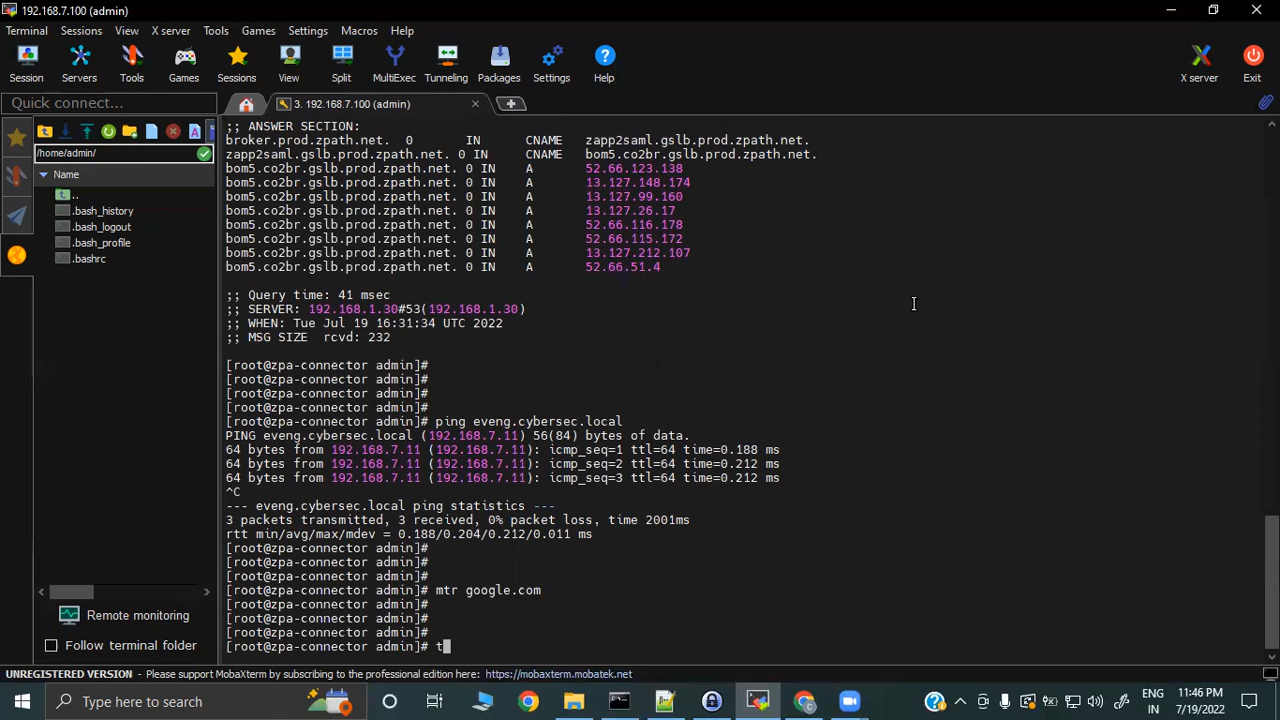 192.168.7.100 (admin)
Terminal Sessions View X server Tools Games Settings Macros Help
Session Servers Tools Games Sessions View Split MultiExec Tunneling Packages Settings Help X server Exit
Quick connect...
3. 192.168.7.100 (admin)
/home/admin/
Name
..
.bash_history
.bash_logout
.bash_profile
.bashrc
Remote monitoring
Follow terminal folder
;; ANSWER SECTION:
broker.prod.zpath.net. 0 IN CNAME zapp2saml.gslb.prod.zpath.net.
zapp2saml.gslb.prod.zpath.net. 0 IN CNAME bom5.co2br.gslb.prod.zpath.net.
bom5.co2br.gslb.prod.zpath.net. 0 IN A 52.66.123.138
bom5.co2br.gslb.prod.zpath.net. 0 IN A 13.127.148.174
bom5.co2br.gslb.prod.zpath.net. 0 IN A 13.127.99.160
bom5.co2br.gslb.prod.zpath.net. 0 IN A 13.127.26.17
bom5.co2br.gslb.prod.zpath.net. 0 IN A 52.66.116.178
bom5.co2br.gslb.prod.zpath.net. 0 IN A 52.66.115.172
bom5.co2br.gslb.prod.zpath.net. 0 IN A 13.127.212.107
bom5.co2br.gslb.prod.zpath.net. 0 IN A 52.66.51.4
;; Query time: 41 msec
;; SERVER: 192.168.1.30#53(192.168.1.30)
;; WHEN: Tue Jul 19 16:31:34 UTC 2022
;; MSG SIZE rcvd: 232
[root@zpa-connector admin]#
[root@zpa-connector admin]#
[root@zpa-connector admin]#
[root@zpa-connector admin]#
[root@zpa-connector admin]# ping eveng.cybersec.local
PING eveng.cybersec.local (192.168.7.11) 56(84) bytes of data.
64 bytes from 192.168.7.11 (192.168.7.11): icmp_seq=1 ttl=64 time=0.188 ms
64 bytes from 192.168.7.11 (192.168.7.11): icmp_seq=2 ttl=64 time=0.212 ms
64 bytes from 192.168.7.11 (192.168.7.11): icmp_seq=3 ttl=64 time=0.212 ms
^C
--- eveng.cybersec.local ping statistics ---
3 packets transmitted, 3 received, 0% packet loss, time 2001ms
rtt min/avg/max/mdev = 0.188/0.204/0.212/0.011 ms
[root@zpa-connector admin]#
[root@zpa-connector admin]#
[root@zpa-connector admin]#
[root@zpa-connector admin]# mtr google.com
[root@zpa-connector admin]#
[root@zpa-connector admin]#
[root@zpa-connector admin]#
[root@zpa-connector admin]# t
UNREGISTERED VERSION - Please support MobaXterm by subscribing to the professional edition here: https://mobaxterm.mobatek.net
Type here to search
ENG
IN
11:46 PM
7/19/2022